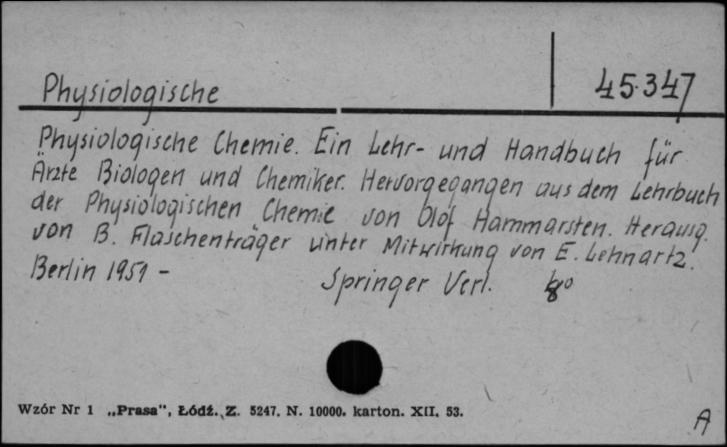 Physiologische 45.347
Physiologische Chemie. Ein Lehr- und Handbuch für
Ärzte Biologen und Chemiker. Hervorgegangen aus dem Lehrbuch
der Physiologischen Chemie von Olof Hammarsten. Herausg.
von B. Flaschenträger unter Mitwirkung von E. Lehnartz.
Berlin 1951 - Springer Verl. 8°
Wzór Nr 1 „Prasa", Łódź. Z. 5247. N. 10000. karton. XII. 53.
A